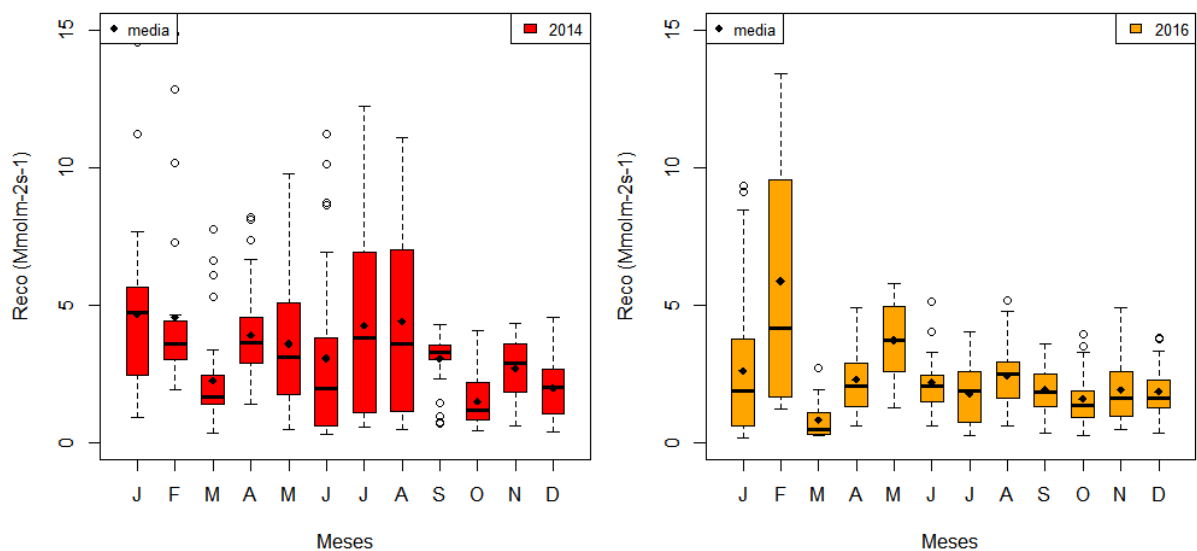 media
2014
15
10
5
0
Reco (Mmolm-2s-1)
J F M A M J J A S O N D
Meses
media
2016
15
10
5
0
Reco (Mmolm-2s-1)
J F M A M J J A S O N D
Meses